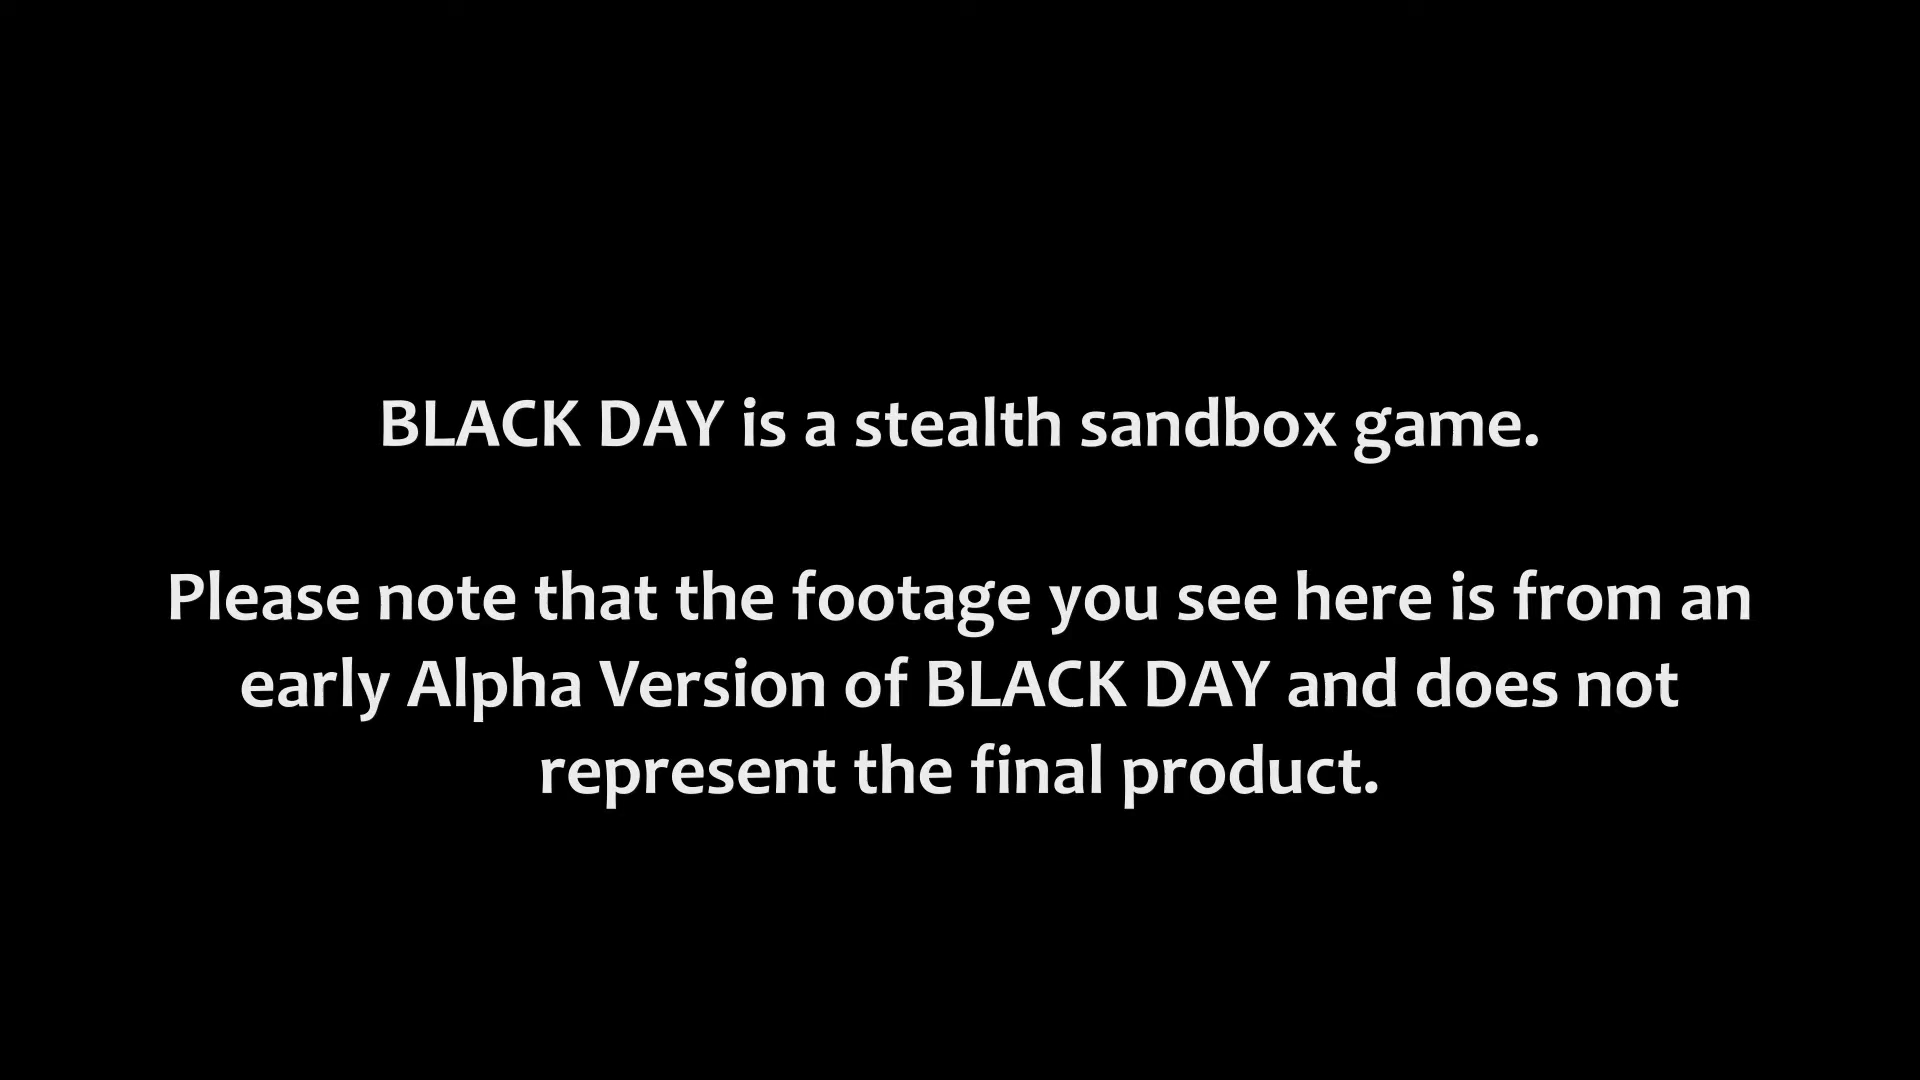 BLACK DAY is a stealth sandbox game.
Please note that the footage you see here is from an
early Alpha Version of BLACK DAY and does not
represent the final product.